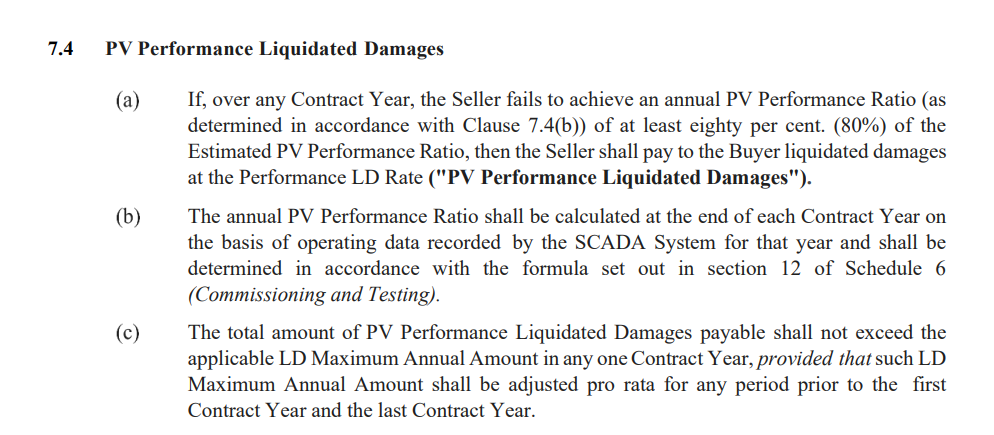 7.4 PV Performance Liquidated Damages
(a) If, over any Contract Year, the Seller fails to achieve an annual PV Performance Ratio (as
determined in accordance with Clause 7.4(b)) of at least eighty per cent. (80%) of the
Estimated PV Performance Ratio, then the Seller shall pay to the Buyer liquidated damages
at the Performance LD Rate ("PV Performance Liquidated Damages").
(b) The annual PV Performance Ratio shall be calculated at the end of each Contract Year on
the basis of operating data recorded by the SCADA System for that year and shall be
determined in accordance with the formula set out in section 12 of Schedule 6
(Commissioning and Testing).
(c) The total amount of PV Performance Liquidated Damages payable shall not exceed the
applicable LD Maximum Annual Amount in any one Contract Year, provided that such LD
Maximum Annual Amount shall be adjusted pro rata for any period prior to the first
Contract Year and the last Contract Year.